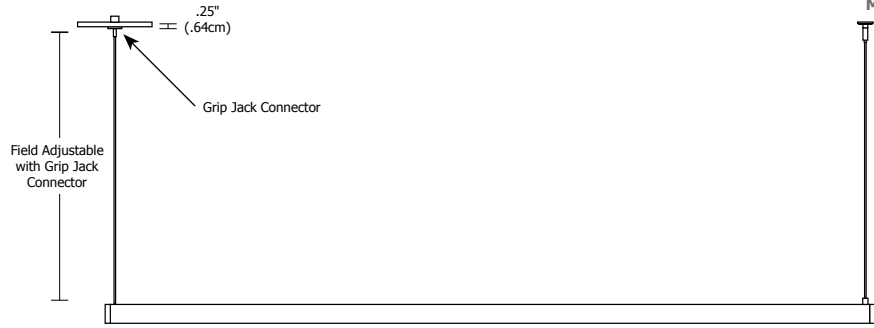 .25"
(.64cm)
Grip Jack Connector
Field Adjustable
with Grip Jack
Connector
M